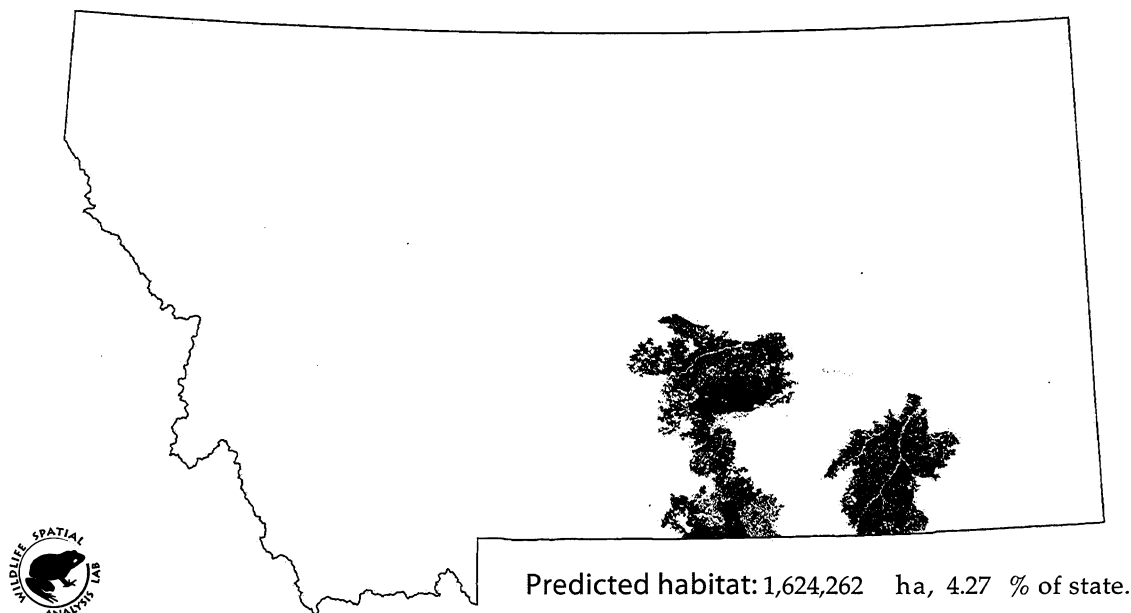 WILDLIFE SPATIAL
ANALYSIS LAB
Predicted habitat: 1,624,262 ha, 4.27 % of state.